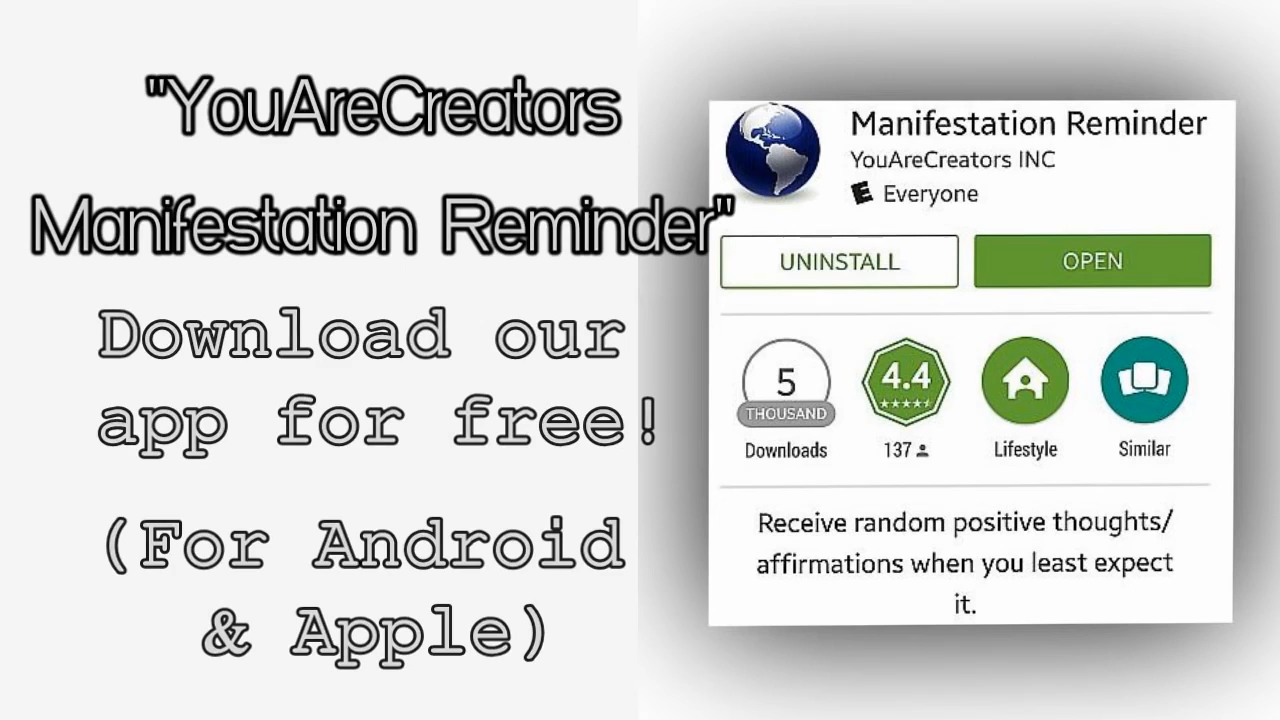 "YouAreCreators
Manifestation Reminder"
Download our
app for free!
(For Android
& Apple)
Manifestation Reminder
YouAreCreators INC
E Everyone
UNINSTALL
OPEN
5
THOUSAND
Downloads
4.4
137
Lifestyle
Similar
Receive random positive thoughts/
affirmations when you least expect
it.